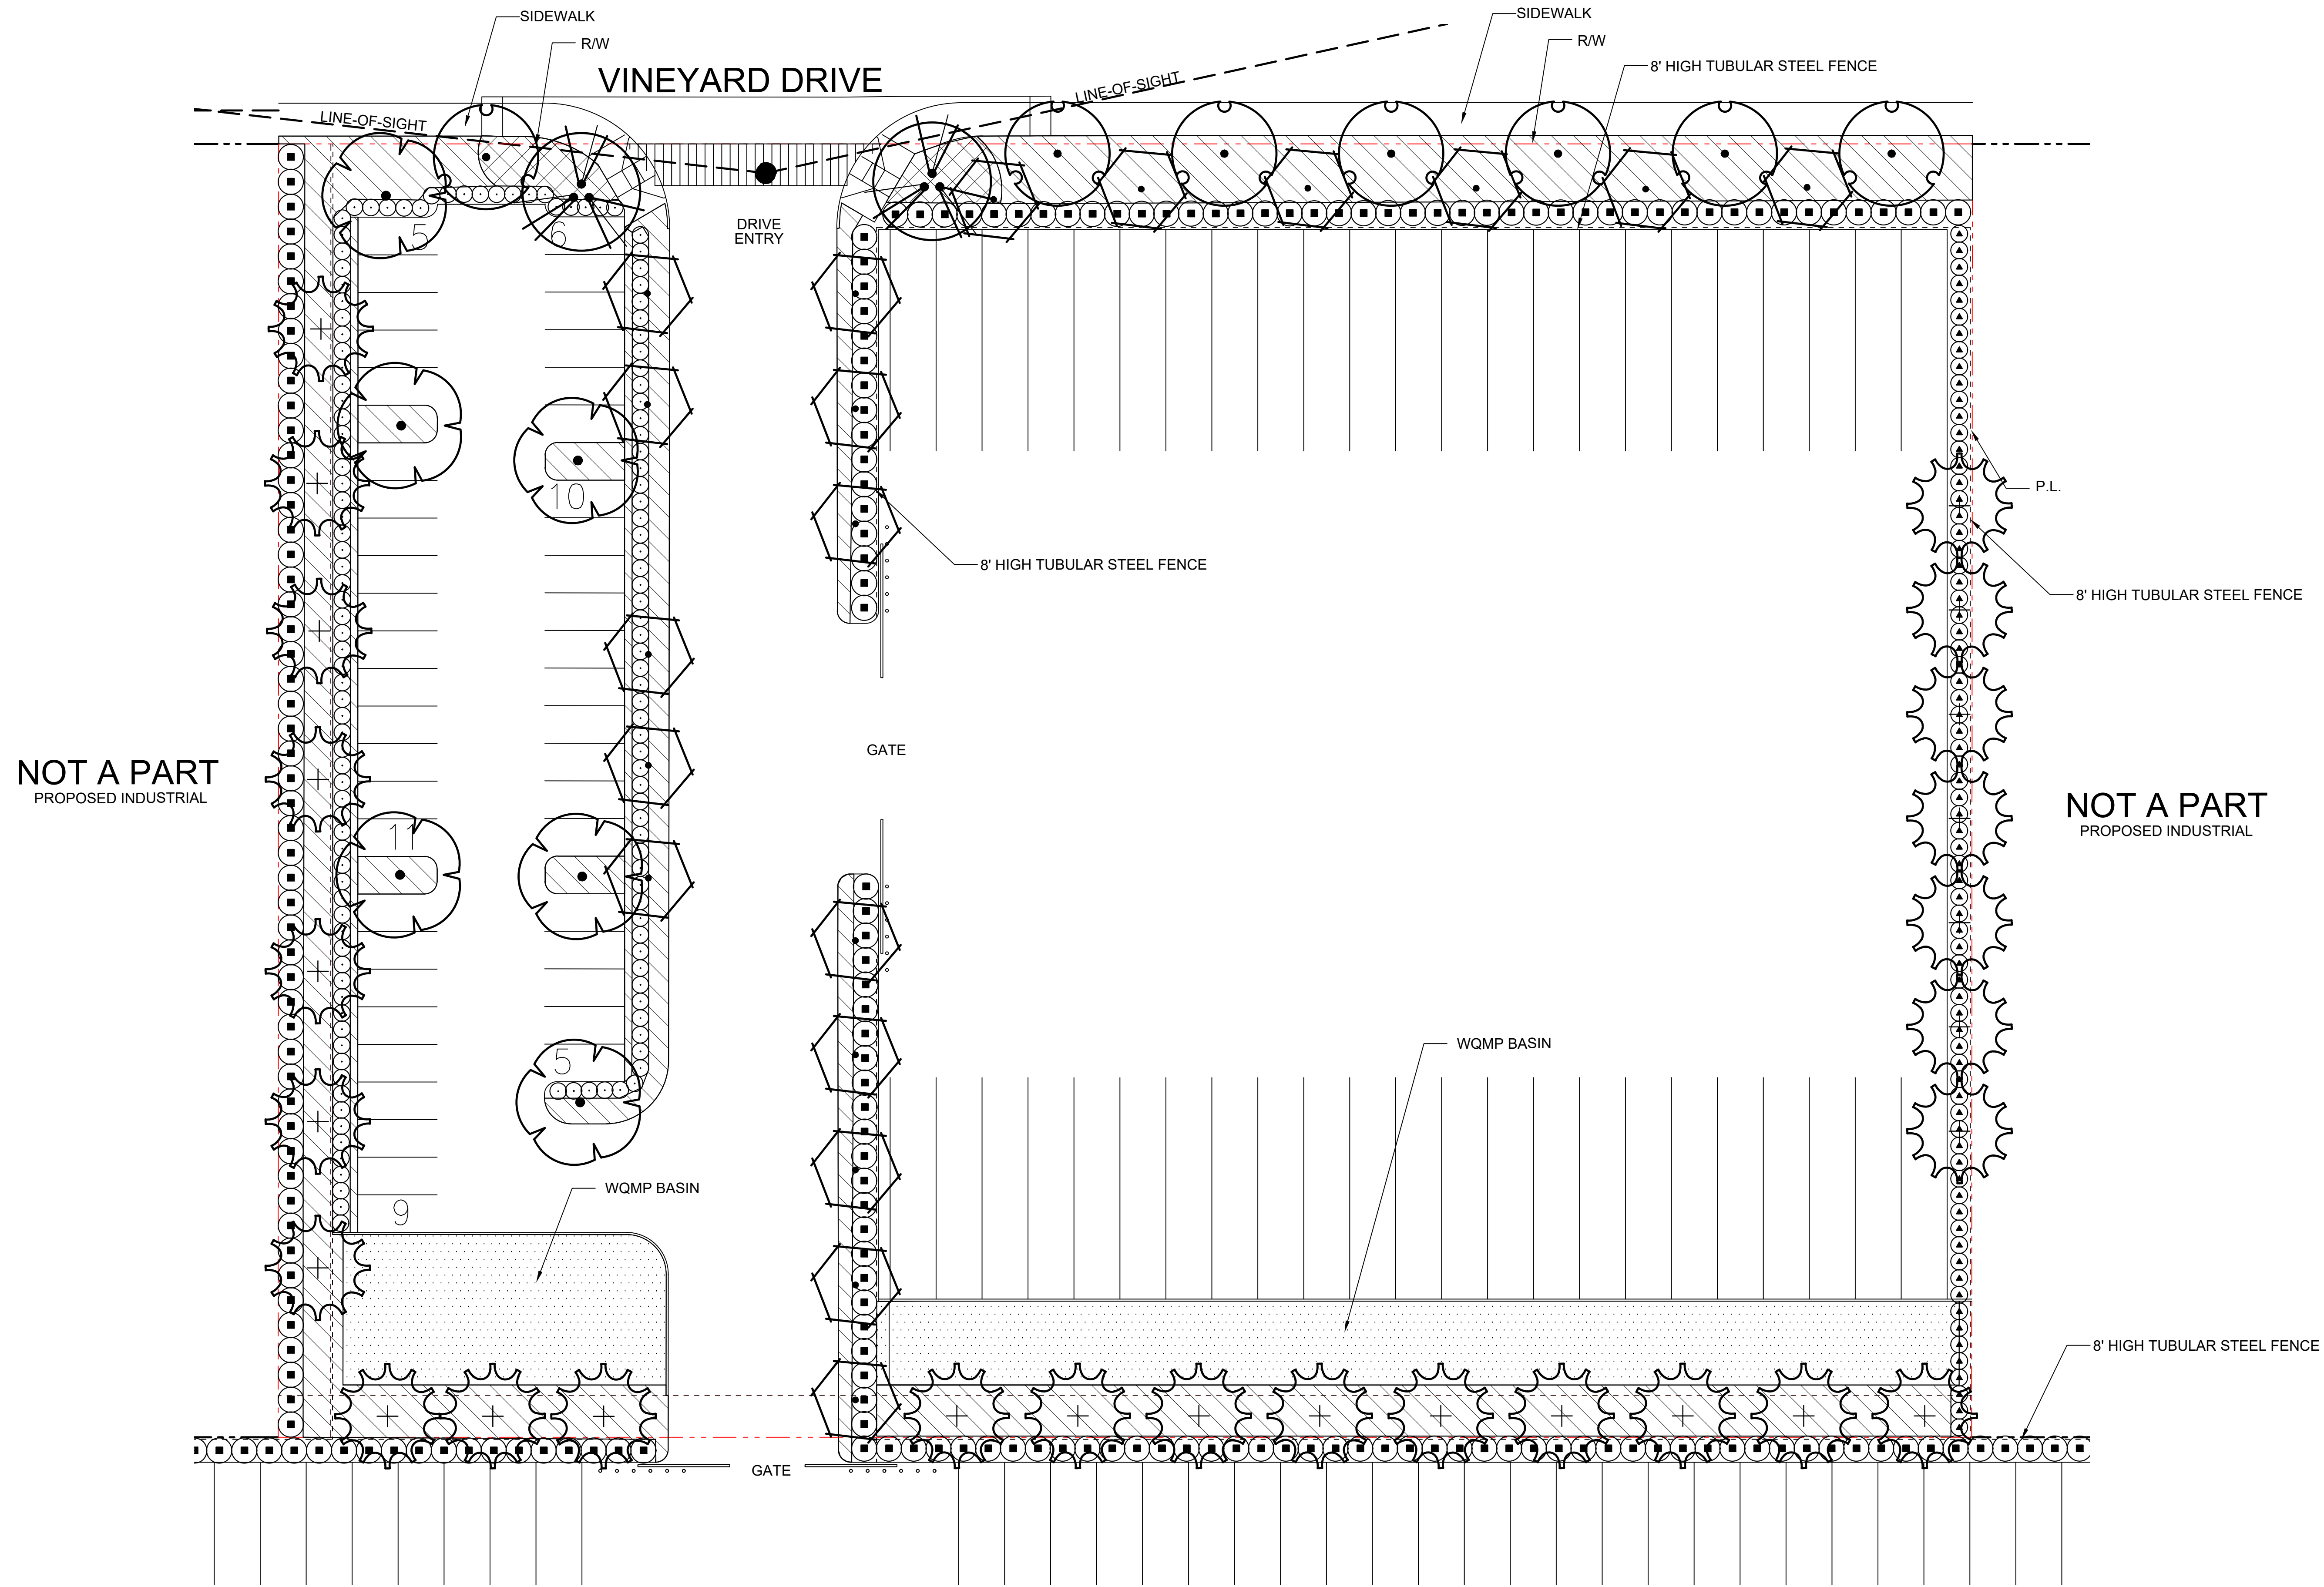 SIDEWALK
R/W
VINEYARD DRIVE
SIDEWALK
R/W
8' HIGH TUBULAR STEEL FENCE
LINE-OF-SIGHT
LINE-OF-SIGHT
DRIVE
ENTRY
5
6
10
P.L.
8' HIGH TUBULAR STEEL FENCE
8' HIGH TUBULAR STEEL FENCE
GATE
NOT A PART
PROPOSED INDUSTRIAL
NOT A PART
PROPOSED INDUSTRIAL
11
WQMP BASIN
5
WQMP BASIN
9
8' HIGH TUBULAR STEEL FENCE
GATE